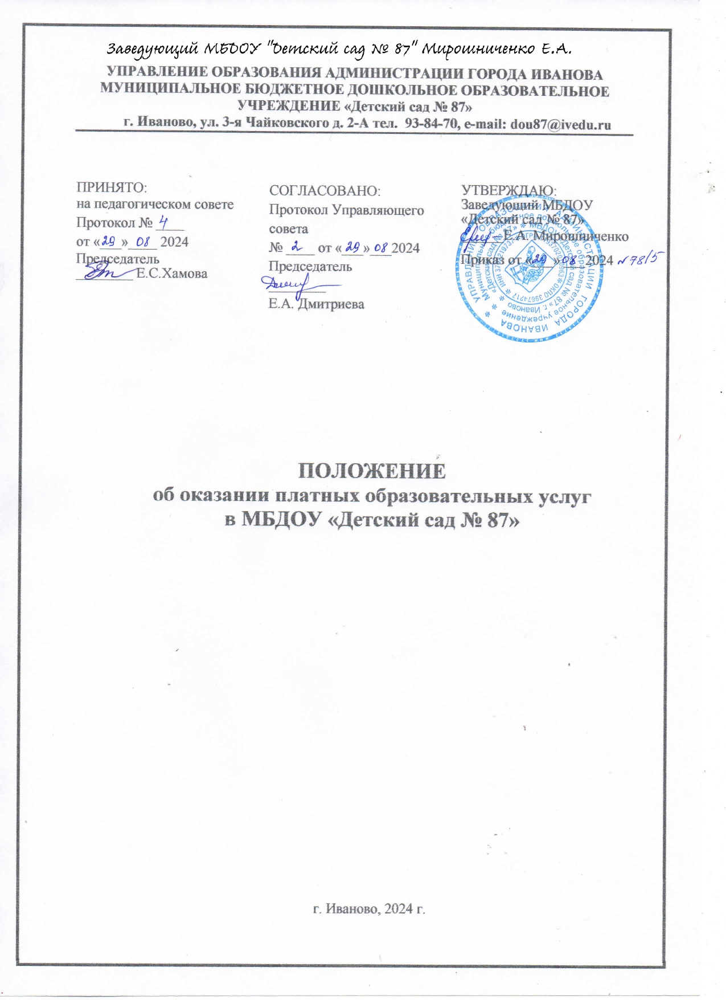 Заведующий МБДОУ "Детский сад № 87" Мирошниченко Е.А.
УПРАВЛЕНИЕ ОБРАЗОВАНИЯ АДМИНИСТРАЦИИ ГОРОДА ИВАНОВА
МУНИЦИПАЛЬНОЕ БЮДЖЕТНОЕ ДОШКОЛЬНОЕ ОБРАЗОВАТЕЛЬНОЕ
УЧРЕЖДЕНИЕ «Детский сад № 87»
г. Иваново, ул. 3-я Чайковского д. 2-А тел. 93-84-70, e-mail: dou87@ivedu.ru
ПРИНЯТО:
на педагогическом совете
Протокол № 4
от «29» 08 2024
Председатель
Е.С.Хамова
СОГЛАСОВАНО:
Протокол Управляющего
совета
№ 2 от «29» 08 2024
Председатель
Е.А. Дмитриева
УТВЕРЖДАЮ:
Заведующий МБДОУ
«Детский сад № 87»
Е.А. Мирошниченко
Приказ от «29» 08 2024 №78/5
УПРАВЛЕНИЕ ОБРАЗОВАНИЯ АДМИНИСТРАЦИИ ГОРОДА ИВАНОВА
Муниципальное бюджетное дошкольное образовательное учреждение
«Детский сад № 87» * МБДОУ «Детский сад № 87» г. Иваново
ОКПО 39674217
ПОЛОЖЕНИЕ
об оказании платных образовательных услуг
в МБДОУ «Детский сад № 87»
г. Иваново, 2024 г.